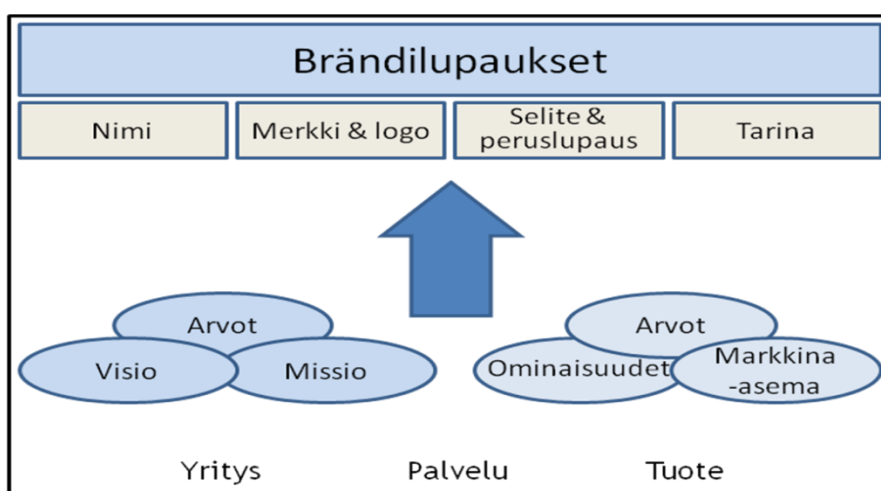 Brändilupaukset
Nimi
Merkki & logo
Selite &
peruslupaus
Tarina
Arvot
Visio
Missio
Arvot
Ominaisuudet
Markkina
-asema
Yritys
Palvelu
Tuote